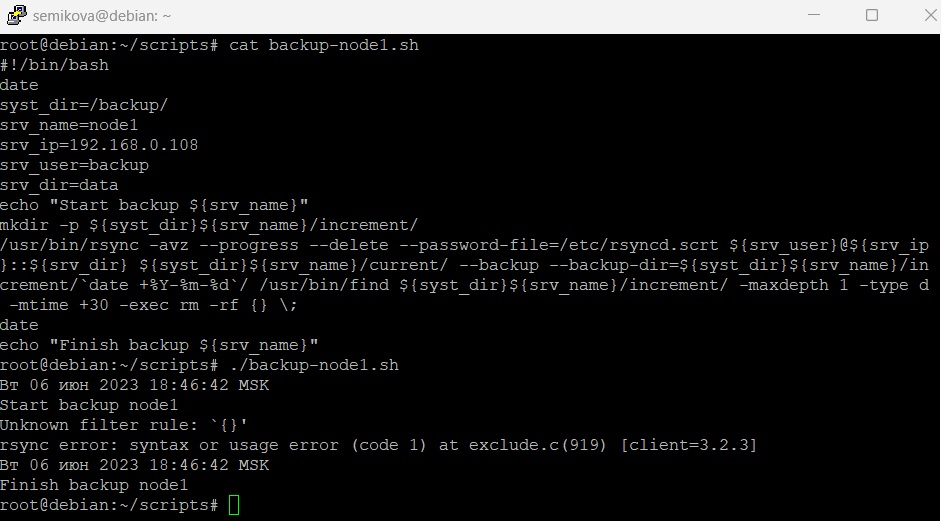 semikova@debian: ~
root@debian:~/scripts# cat backup-node1.sh
#!/bin/bash
date
syst_dir=/backup/
srv_name=node1
srv_ip=192.168.0.108
srv_user=backup
srv_dir=data
echo "Start backup ${srv_name}"
mkdir -p ${syst_dir}${srv_name}/increment/
/usr/bin/rsync -avz --progress --delete --password-file=/etc/rsyncd.scrt ${srv_user}@${srv_ip
}::${srv_dir} ${syst_dir}${srv_name}/current/ --backup --backup-dir=${syst_dir}${srv_name}/in
crement/`date +%Y-%m-%d`/ /usr/bin/find ${syst_dir}${srv_name}/increment/ -maxdepth 1 -type d
 -mtime +30 -exec rm -rf {} \;
date
echo "Finish backup ${srv_name}"
root@debian:~/scripts# ./backup-node1.sh
Вт 06 июн 2023 18:46:42 MSK
Start backup node1
Unknown filter rule: `{}'
rsync error: syntax or usage error (code 1) at exclude.c(919) [client=3.2.3]
Вт 06 июн 2023 18:46:42 MSK
Finish backup node1
root@debian:~/scripts#